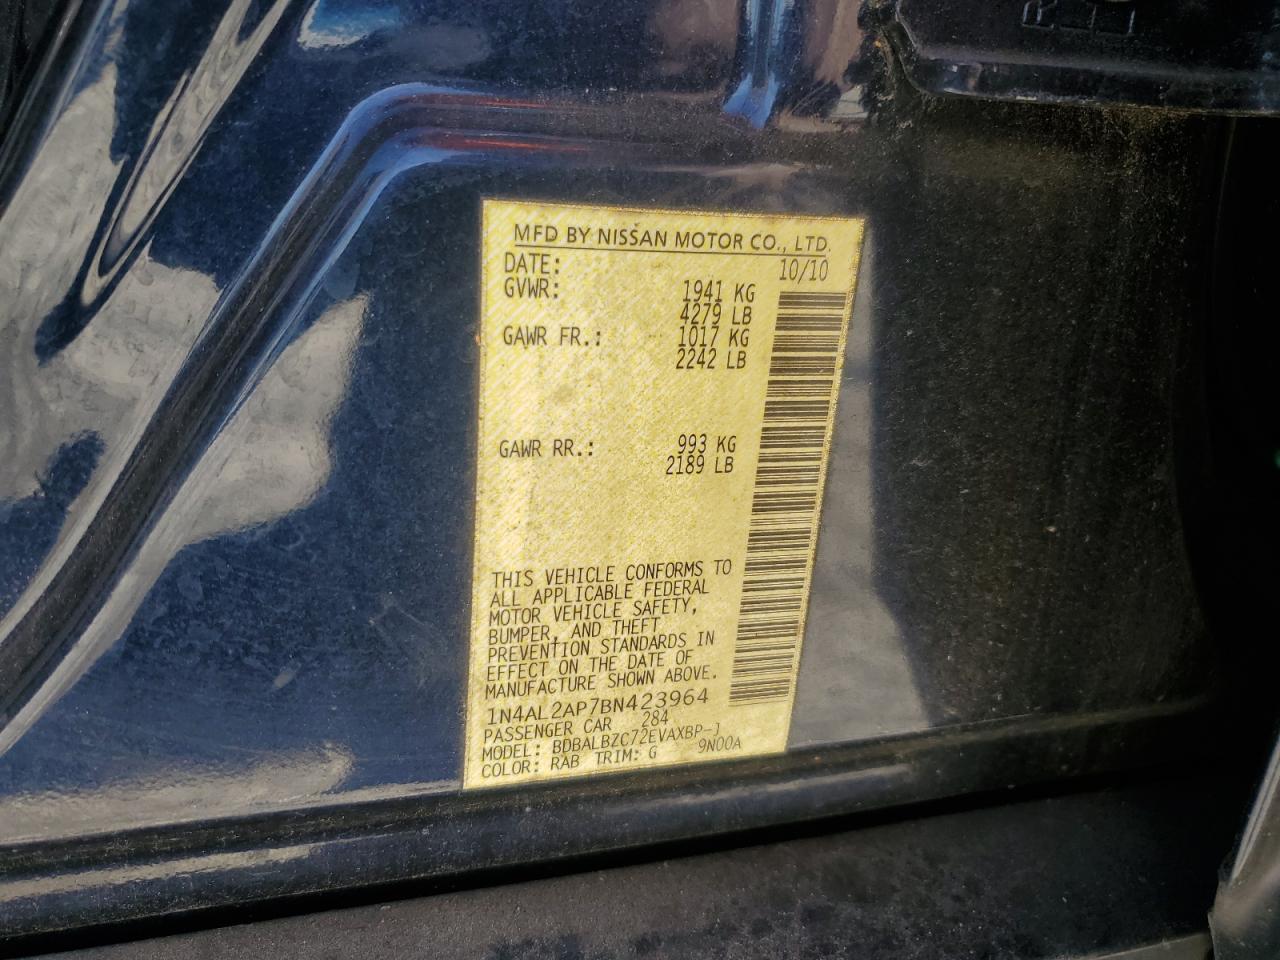 MFD BY NISSAN MOTOR CO., LTD.
DATE: 10/10
GVWR: 1941 KG
4279 LB
GAWR FR.: 1017 KG
2242 LB
GAWR RR.: 993 KG
2189 LB
THIS VEHICLE CONFORMS TO
ALL APPLICABLE FEDERAL
MOTOR VEHICLE SAFETY,
BUMPER, AND THEFT
PREVENTION STANDARDS IN
EFFECT ON THE DATE OF
MANUFACTURE SHOWN ABOVE.
1N4AL2AP7BN423964
PASSENGER CAR 284
MODEL: BDBALBZC72EVAXBP-J
COLOR: RAB TRIM: G 9N00A